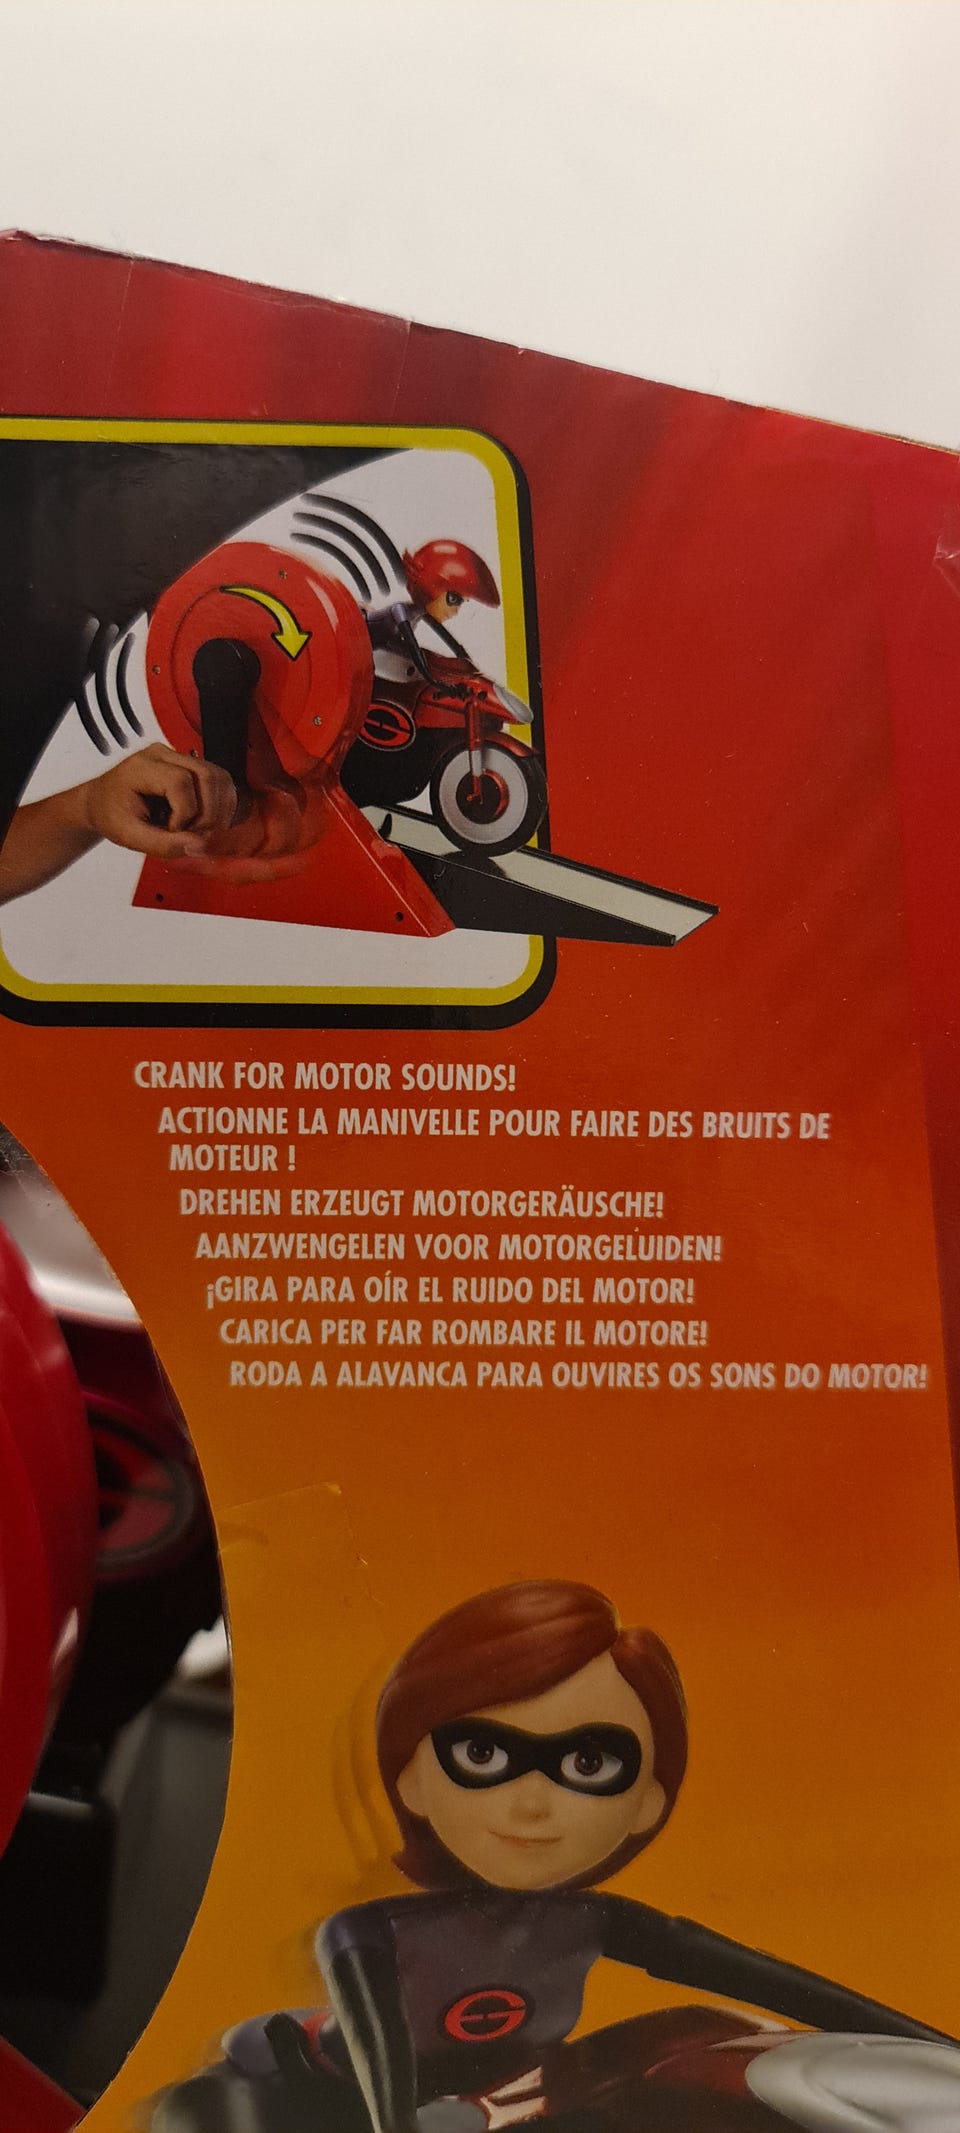 CRANK FOR MOTOR SOUNDS!
ACTIONNE LA MANIVELLE POUR FAIRE DES BRUITS DE
MOTEUR !
DREHEN ERZEUGT MOTORGERÄUSCHE!
AANZWENGELEN VOOR MOTORGELUIDEN!
¡GIRA PARA OÍR EL RUIDO DEL MOTOR!
CARICA PER FAR ROMBARE IL MOTORE!
RODA A ALAVANCA PARA OUVIRES OS SONS DO MOTOR!